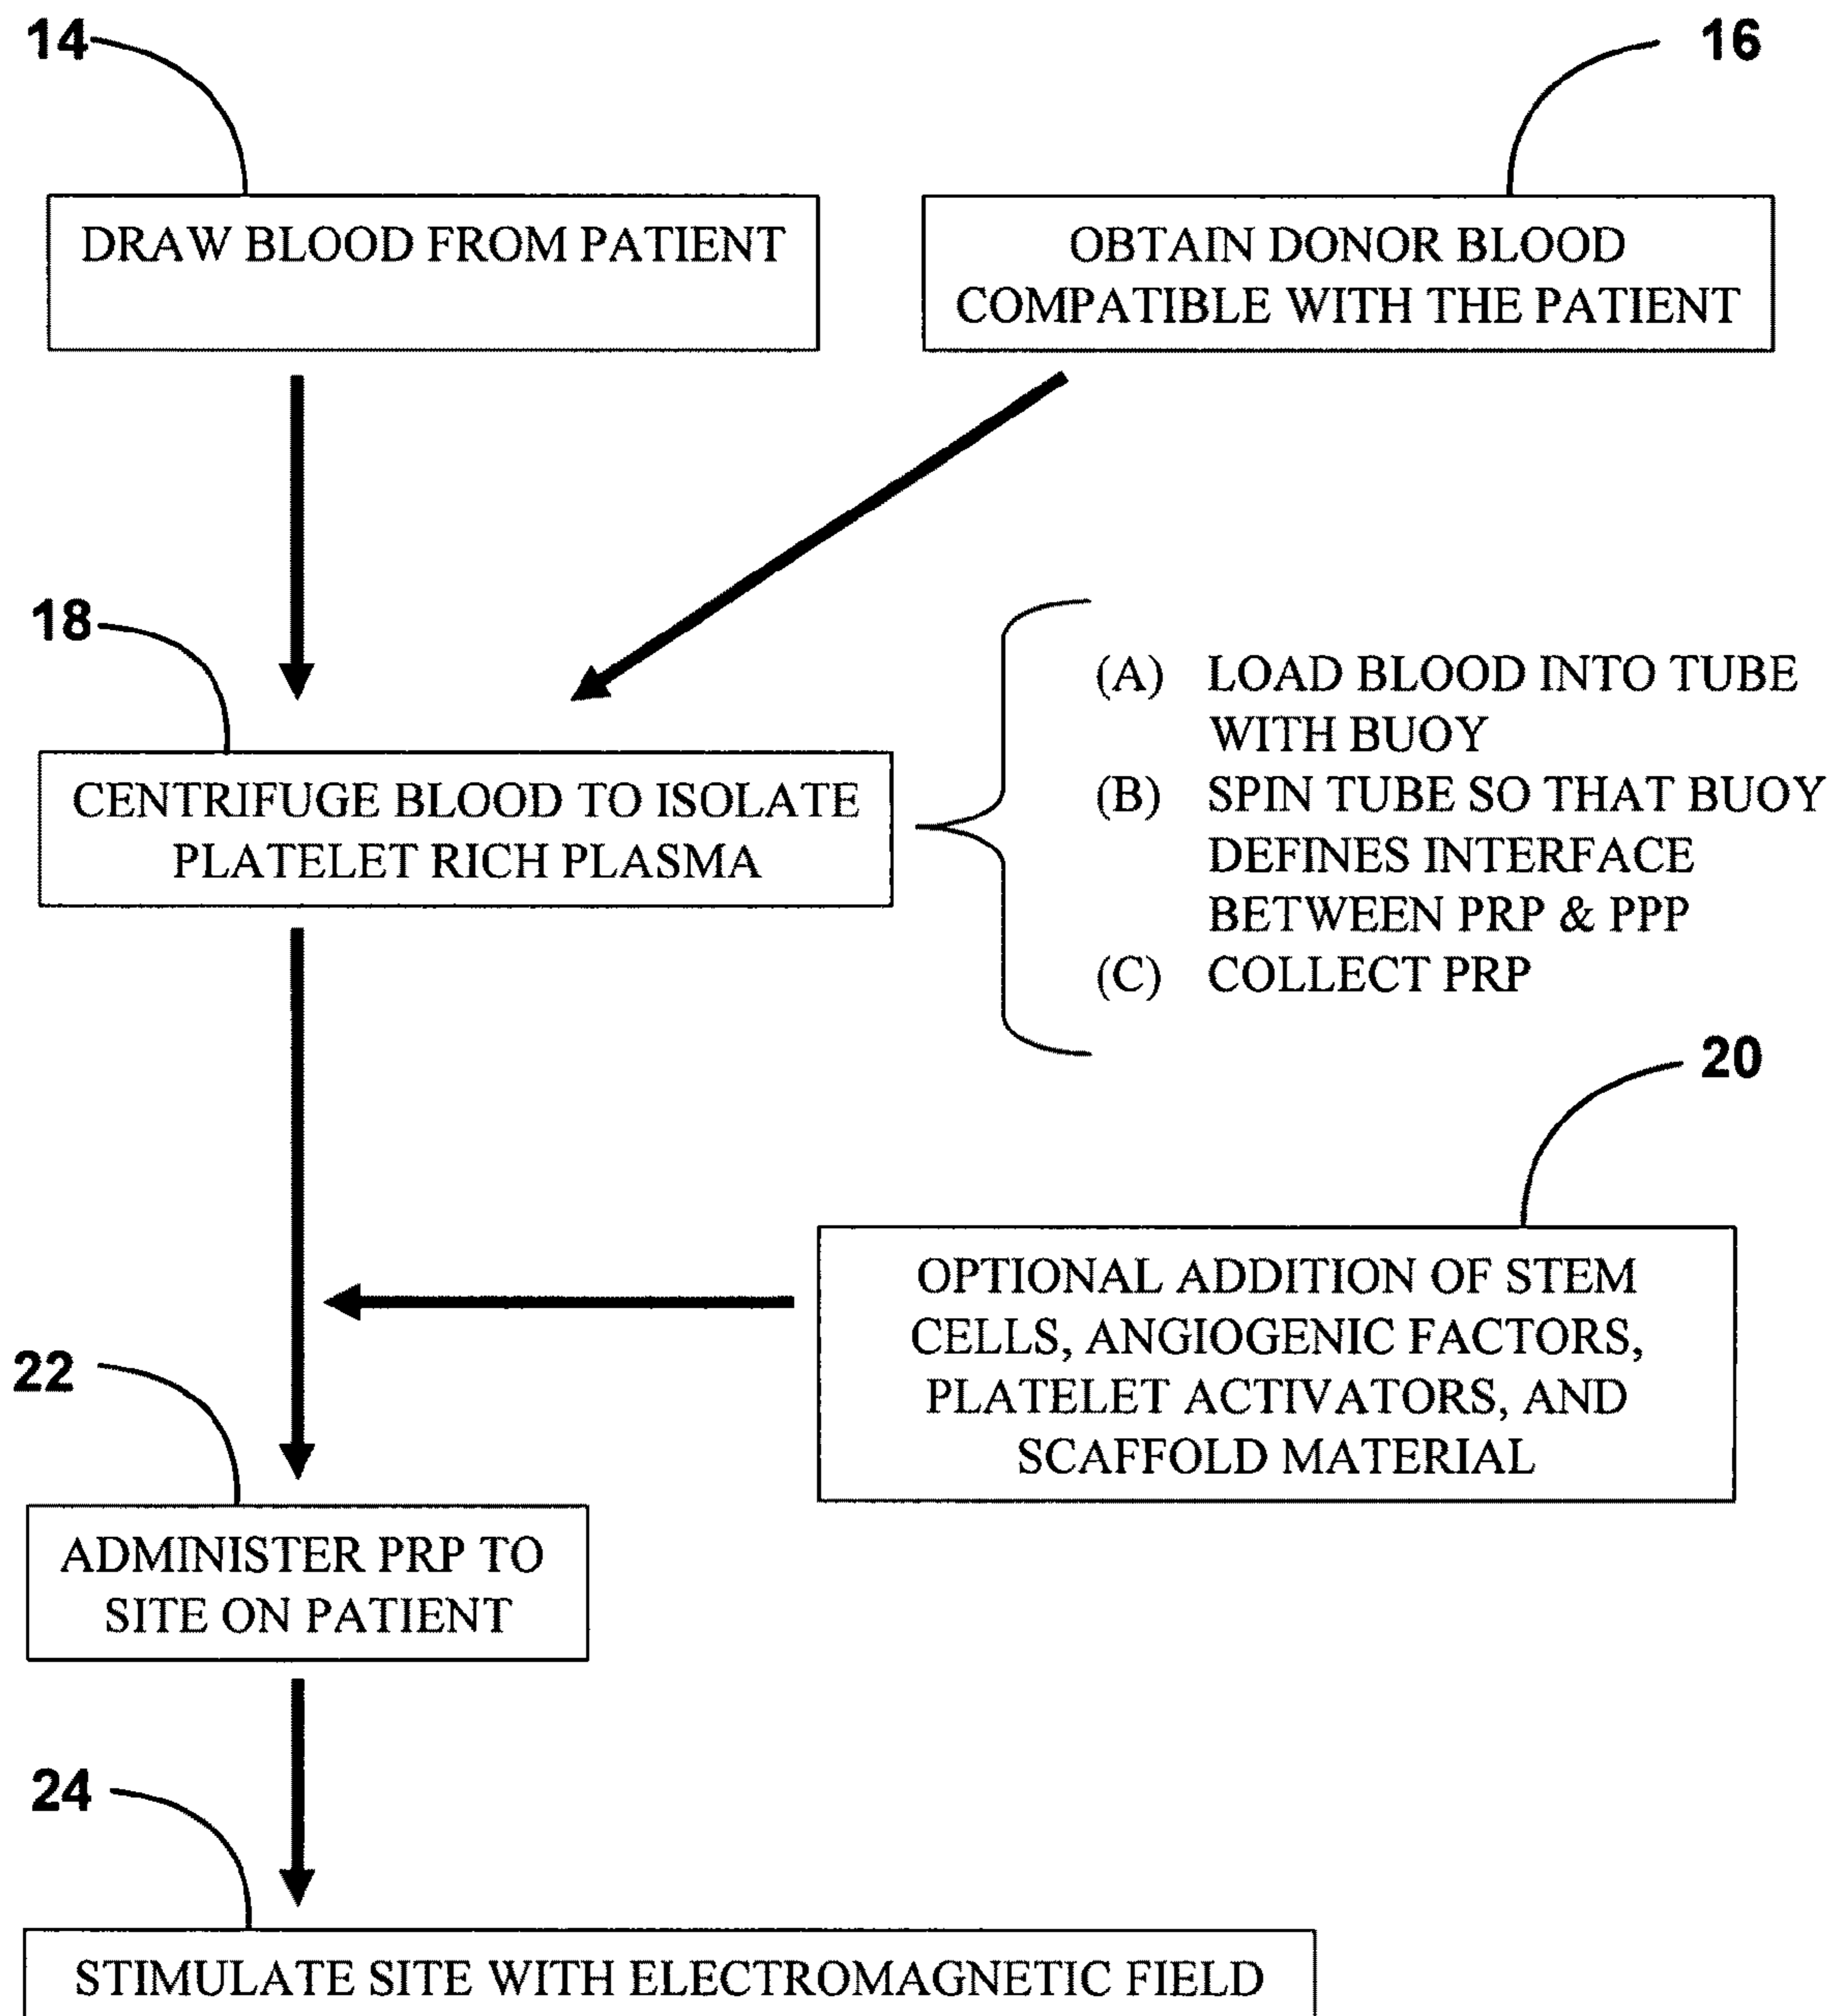 14
16
DRAW BLOOD FROM PATIENT
OBTAIN DONOR BLOOD
COMPATIBLE WITH THE PATIENT
18
CENTRIFUGE BLOOD TO ISOLATE
PLATELET RICH PLASMA
(A) LOAD BLOOD INTO TUBE
WITH BUOY
(B) SPIN TUBE SO THAT BUOY
DEFINES INTERFACE
BETWEEN PRP & PPP
(C) COLLECT PRP
20
OPTIONAL ADDITION OF STEM
CELLS, ANGIOGENIC FACTORS,
PLATELET ACTIVATORS, AND
SCAFFOLD MATERIAL
22
ADMINISTER PRP TO
SITE ON PATIENT
24
STIMULATE SITE WITH ELECTROMAGNETIC FIELD